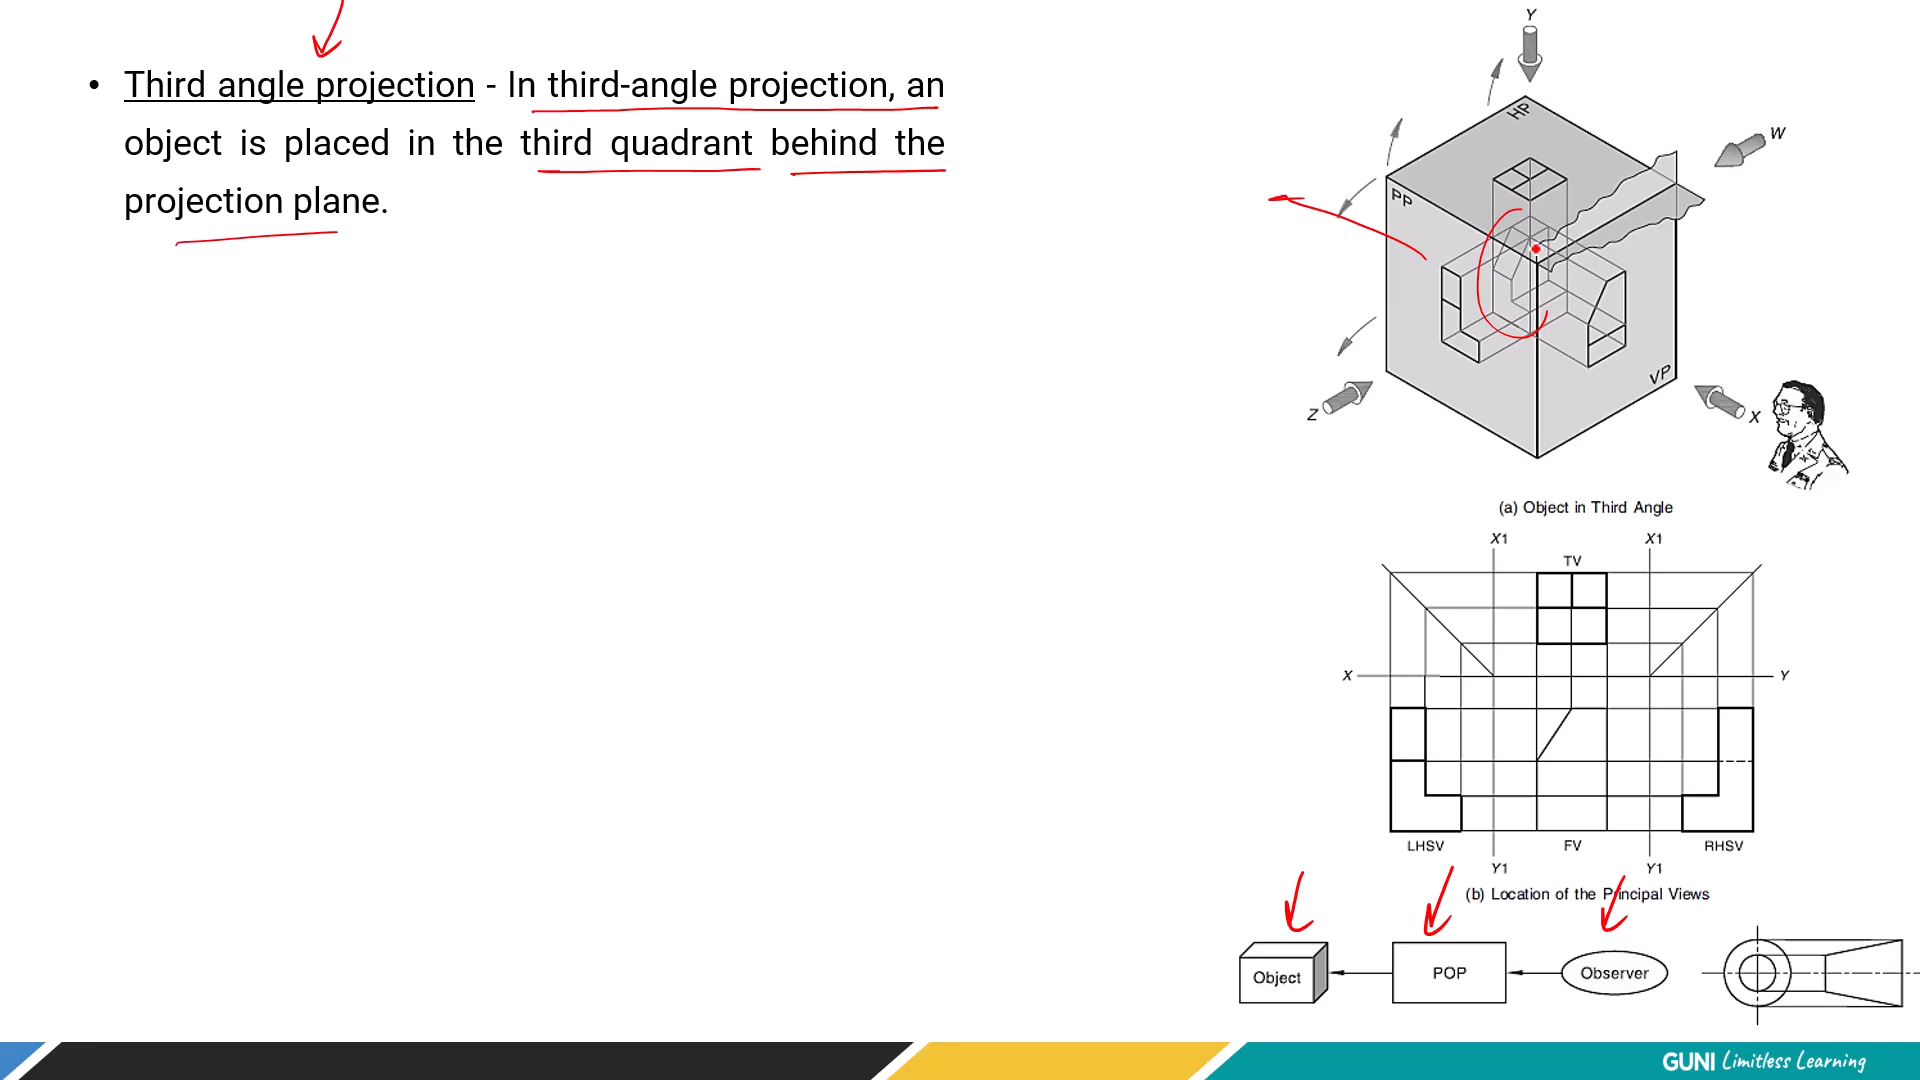 • Third angle projection - In third-angle projection, an
object is placed in the third quadrant behind the
projection plane.
Y
HP
W
PP
VP
Z
X
(a) Object in Third Angle
X1
X1
TV
X
Y
LHSV
FV
RHSV
Y1
Y1
(b) Location of the Principal Views
Object
POP
Observer
GUNI Limitless Learning